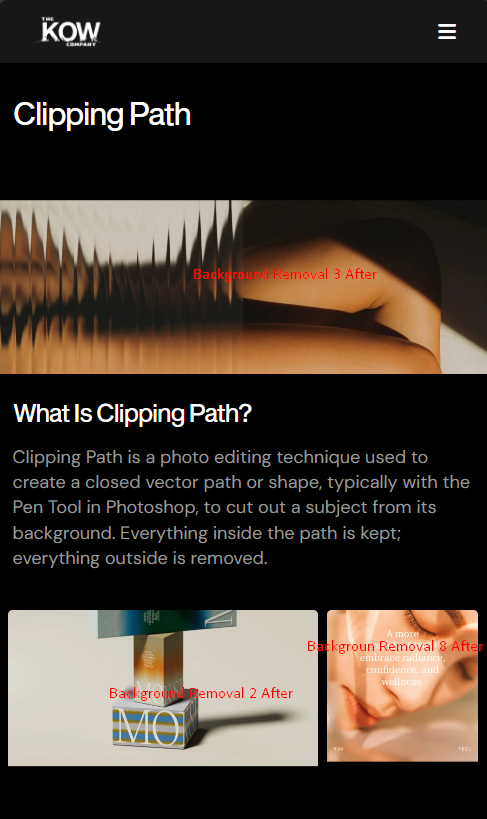 THE
KOW
COMPANY
Clipping Path
Background Removal 3 After
What Is Clipping Path?
Clipping Path is a photo editing technique used to
create a closed vector path or shape, typically with the
Pen Tool in Photoshop, to cut out a subject from its
background. Everything inside the path is kept;
everything outside is removed.
Background Removal 2 After
MO
A more
Backgroun Removal 8 After
embrace radiance,
confidence, and
wellness.
YOU
FEEL